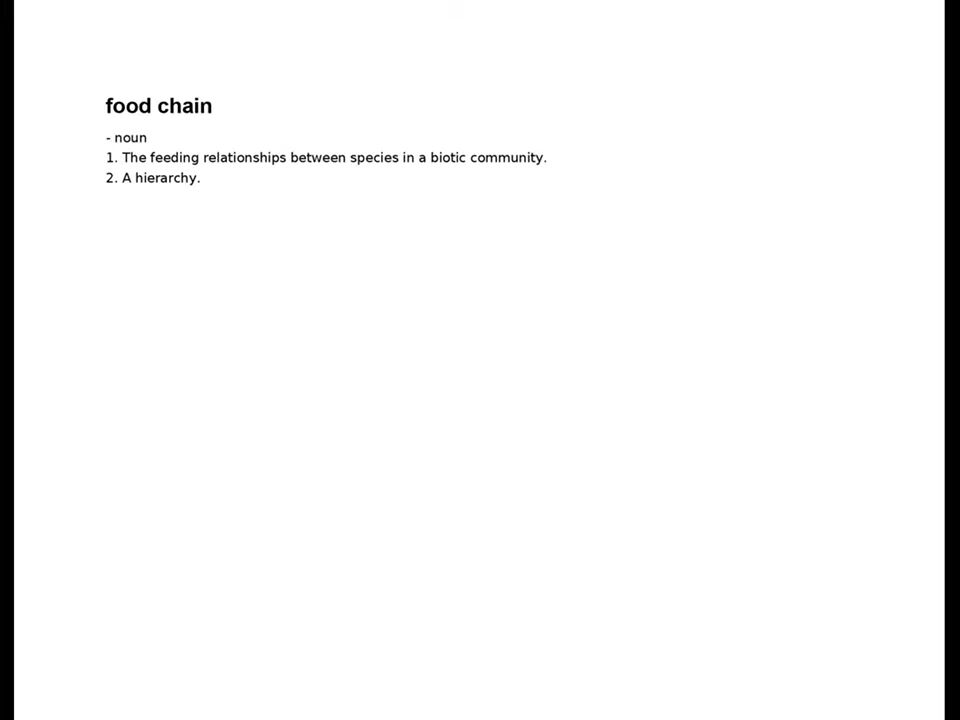 food chain
- noun
1. The feeding relationships between species in a biotic community.
2. A hierarchy.